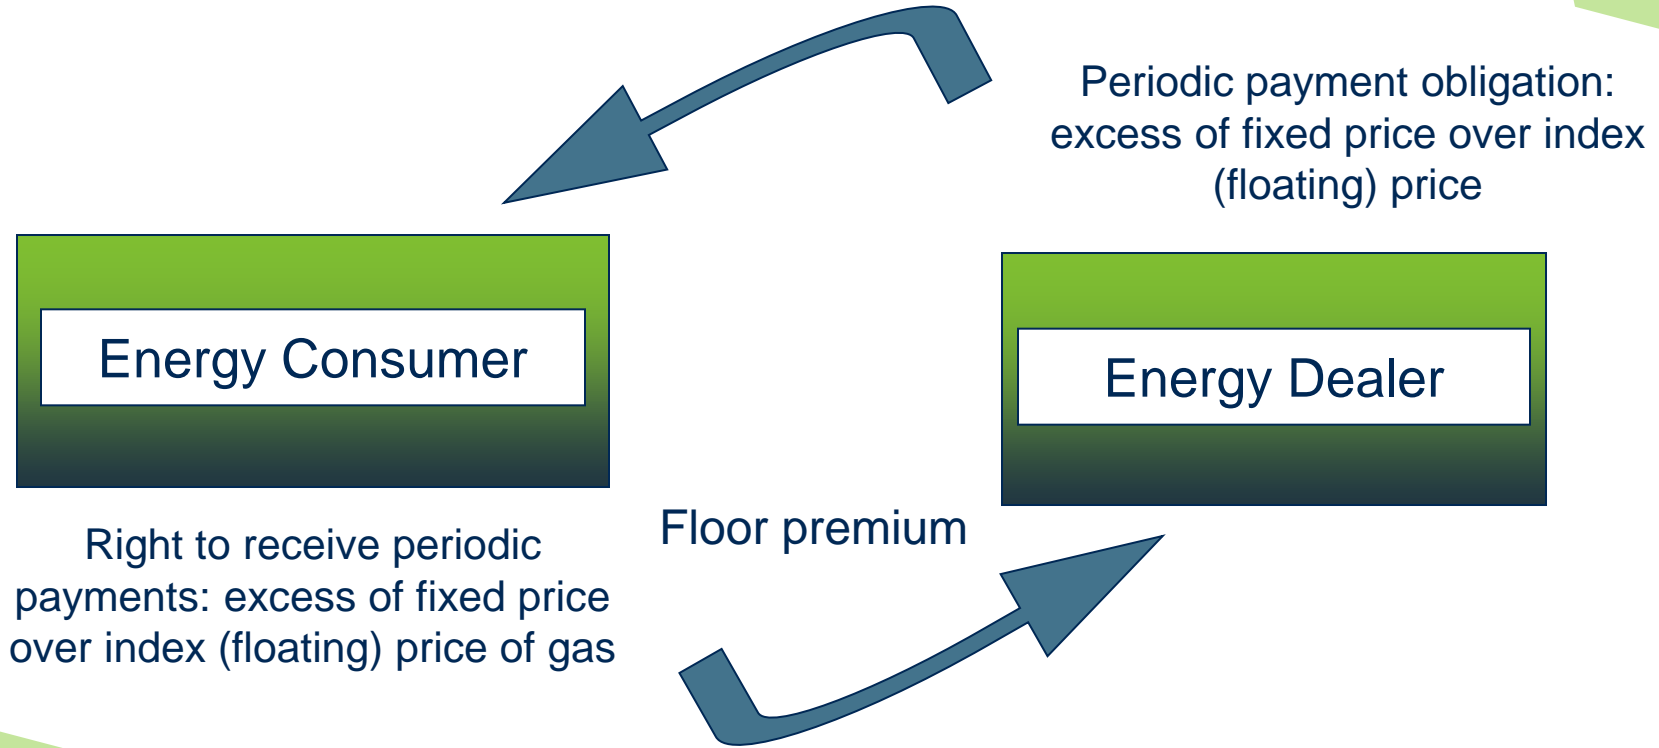 Periodic payment obligation:
excess of fixed price over index
(floating) price
Energy Consumer
Energy Dealer
Floor premium
Right to receive periodic
payments: excess of fixed price
over index (floating) price of gas